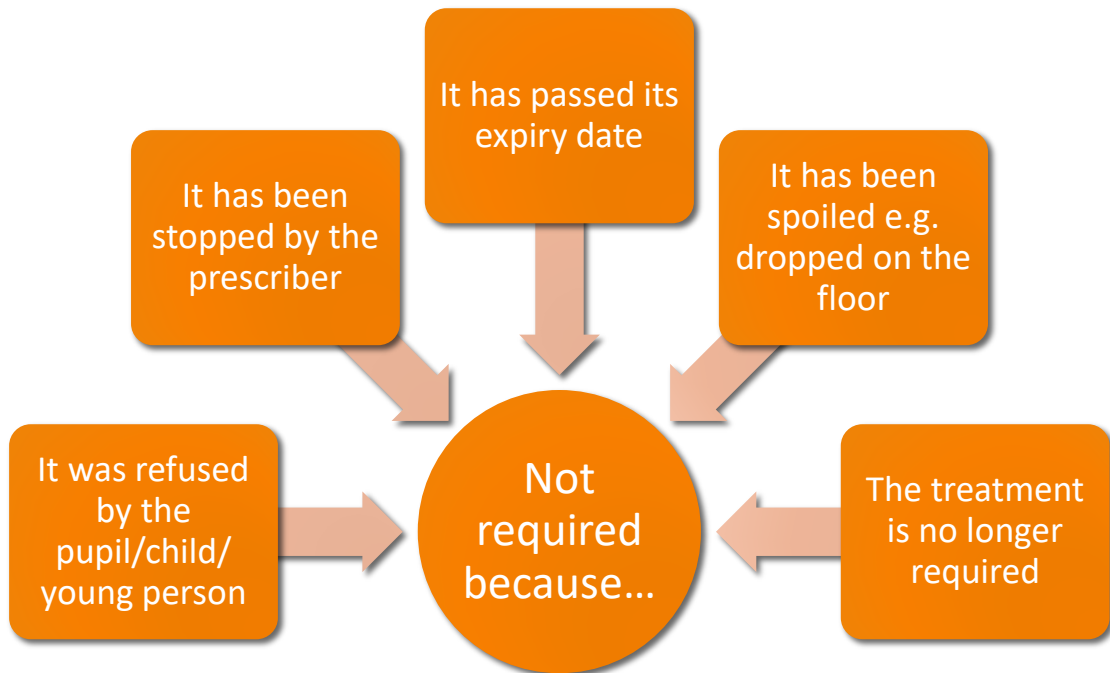 It was refused
by the
pupil/child/
young person
It has been
stopped by the
prescriber
It has passed its
expiry date
It has been
spoiled e.g.
dropped on the
floor
The treatment
is no longer
required
Not
required
because…